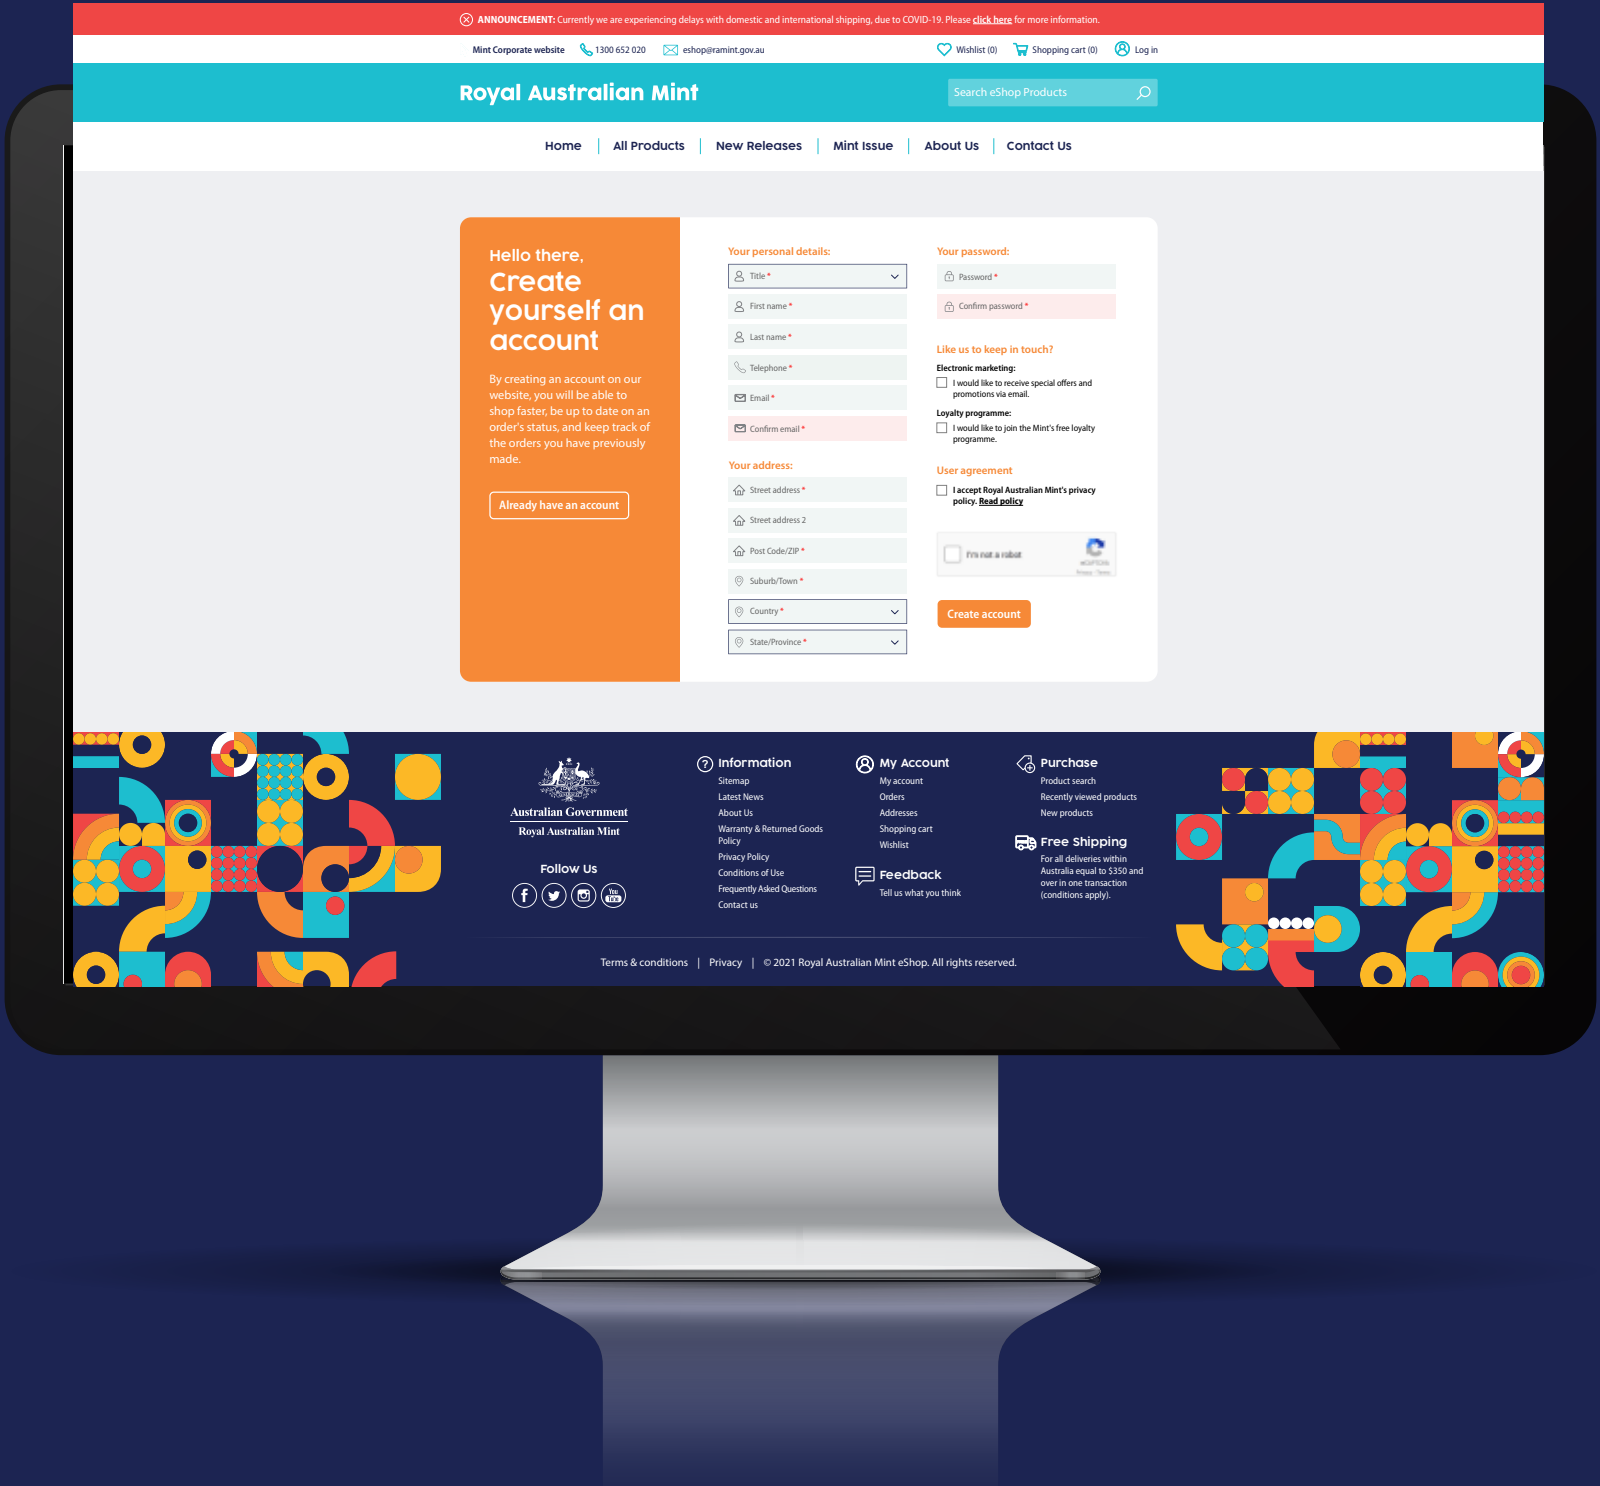 ANNOUNCEMENT: Currently we are experiencing delays with domestic and international shipping, due to COVID-19. Please click here for more information.
Mint Corporate website
1300 652 020
eshop@ramint.gov.au
Wishlist (0)
Shopping cart (0)
Log in
Royal Australian Mint
Search eShop Products
Home
All Products
New Releases
Mint Issue
About Us
Contact Us
Hello there,
Create
yourself an
account
By creating an account on our
website, you will be able to
shop faster, be up to date on an
order's status, and keep track of
the orders you have previously
made.
Already have an account
Your personal details:
Title *
First name *
Last name *
Telephone *
Email *
Confirm email *
Your address:
Street address *
Street address 2
Post Code/ZIP *
Suburb/Town *
Country *
State/Province *
Your password:
Password *
Confirm password *
Like us to keep in touch?
Electronic marketing:
I would like to receive special offers and
promotions via email.
Loyalty programme:
I would like to join the Mint's free loyalty
programme.
User agreement
I accept Royal Australian Mint's privacy
policy. Read policy
I'm not a robot
reCAPTCHA
Privacy - Terms
Create account
Australian Government
Royal Australian Mint
Follow Us
You
Tube
Information
Sitemap
Latest News
About Us
Warranty & Returned Goods
Policy
Privacy Policy
Conditions of Use
Frequently Asked Questions
Contact us
My Account
My account
Orders
Addresses
Shopping cart
Wishlist
Feedback
Tell us what you think
Purchase
Product search
Recently viewed products
New products
Free Shipping
For all deliveries within
Australia equal to $350 and
over in one transaction
(conditions apply).
Terms & conditions | Privacy | © 2021 Royal Australian Mint eShop. All rights reserved.